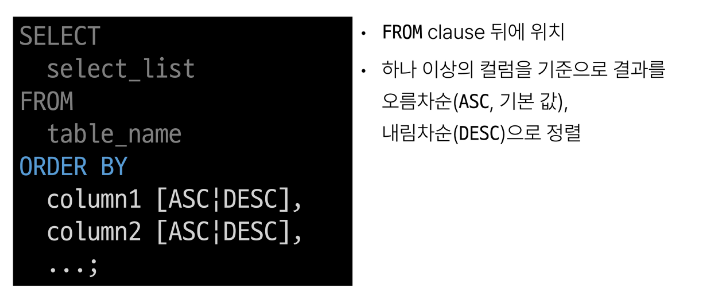 SELECT
select_list
FROM
table_name
ORDER BY
column1 [ASC¦DESC],
column2 [ASC¦DESC],
...;
• FROM clause 뒤에 위치
• 하나 이상의 컬럼을 기준으로 결과를
오름차순(ASC, 기본 값),
내림차순(DESC)으로 정렬